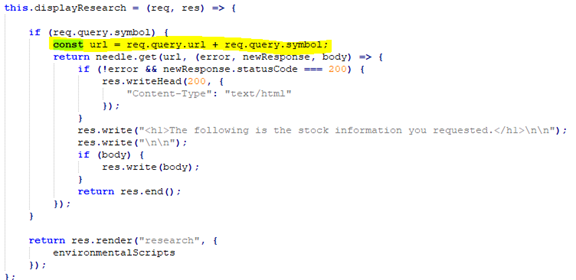 this.displayResearch = (req, res) => {
if (req.query.symbol) {
const url = req.query.url + req.query.symbol;
return needle.get(url, (error, newResponse, body) => {
if (!error && newResponse.statusCode === 200) {
res.writeHead(200, {
"Content-Type": "text/html"
});
}
res.write("<h1>The following is the stock information you requested.</h1>\n\n");
res.write("\n\n");
if (body) {
res.write(body);
}
return res.end();
});
}
return res.render("research", {
environmentalScripts
});
};